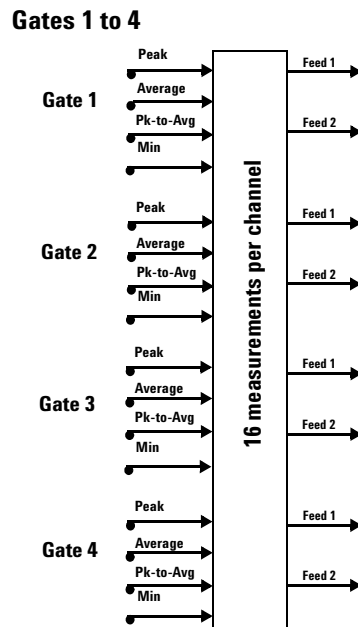 Gates 1 to 4
Gate 1
Peak
Average
Pk-to-Avg
Min
Feed 1
Feed 2
Gate 2
Peak
Average
Pk-to-Avg
Min
Feed 1
Feed 2
Gate 3
Peak
Average
Pk-to-Avg
Min
Feed 1
Feed 2
Gate 4
Peak
Average
Pk-to-Avg
Min
Feed 1
Feed 2
16 measurements per channel